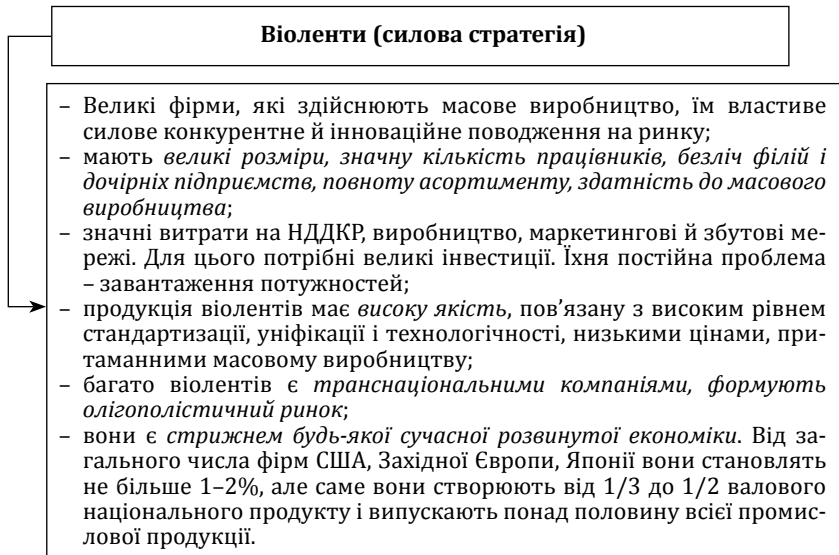 Віоленти (силова стратегія)
– Великі фірми, які здійснюють масове виробництво, їм властиве
силове конкурентне й інноваційне поводження на ринку;
– мають великі розміри, значну кількість працівників, безліч філій і
дочірніх підприємств, повноту асортименту, здатність до масового
виробництва;
– значні витрати на НДДКР, виробництво, маркетингові й збутові ме-
режі. Для цього потрібні великі інвестиції. Їхня постійна проблема
– завантаження потужностей;
– продукція віолентів має високу якість, пов’язану з високим рівнем
стандартизації, уніфікації і технологічності, низькими цінами, при-
таманними масовому виробництву;
– багато віолентів є транснаціональними компаніями, формують
олігополістичний ринок;
– вони є стрижнем будь-якої сучасної розвинутої економіки. Від за-
гального числа фірм США, Західної Європи, Японії вони становлять
не більше 1–2%, але саме вони створюють від 1/3 до 1/2 валового
національного продукту і випускають понад половину всієї промис-
лової продукції.